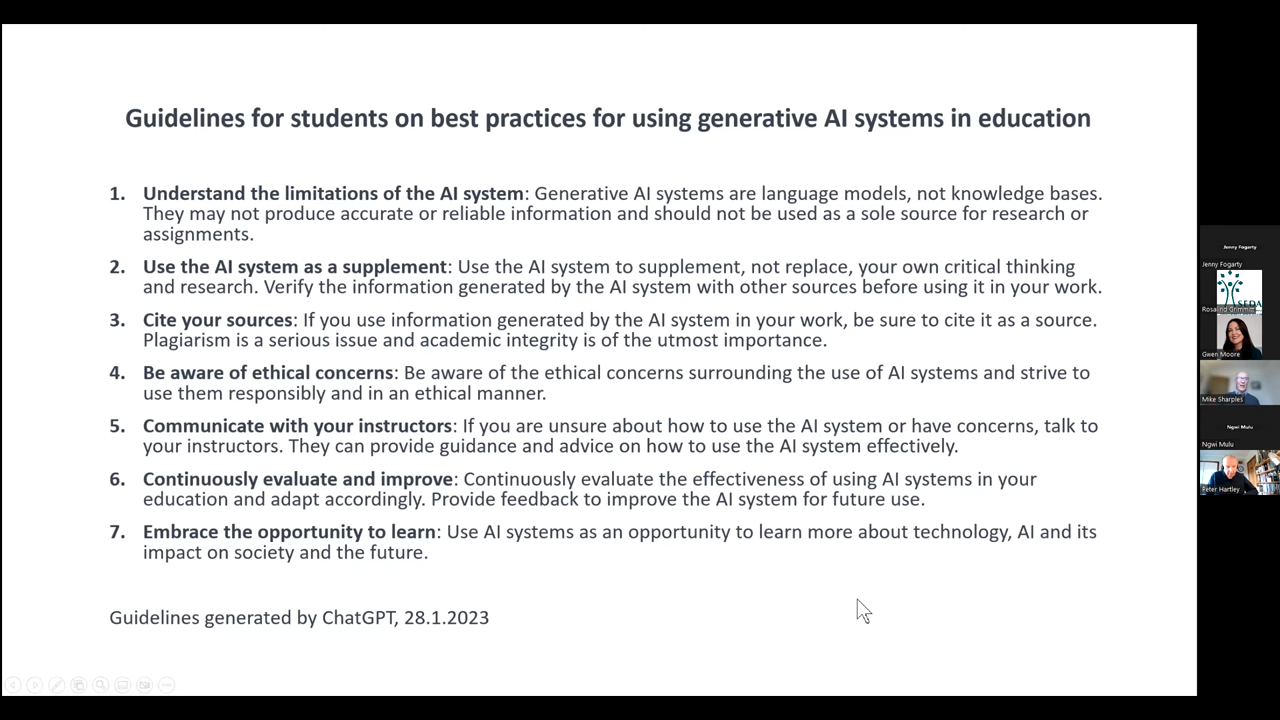 Guidelines for students on best practices for using generative AI systems in education
1. Understand the limitations of the AI system: Generative AI systems are language models, not knowledge bases.
They may not produce accurate or reliable information and should not be used as a sole source for research or
assignments.
2. Use the AI system as a supplement: Use the AI system to supplement, not replace, your own critical thinking
and research. Verify the information generated by the AI system with other sources before using it in your work.
3. Cite your sources: If you use information generated by the AI system in your work, be sure to cite it as a source.
Plagiarism is a serious issue and academic integrity is of the utmost importance.
4. Be aware of ethical concerns: Be aware of the ethical concerns surrounding the use of AI systems and strive to
use them responsibly and in an ethical manner.
5. Communicate with your instructors: If you are unsure about how to use the AI system or have concerns, talk to
your instructors. They can provide guidance and advice on how to use the AI system effectively.
6. Continuously evaluate and improve: Continuously evaluate the effectiveness of using AI systems in your
education and adapt accordingly. Provide feedback to improve the AI system for future use.
7. Embrace the opportunity to learn: Use AI systems as an opportunity to learn more about technology, AI and its
impact on society and the future.
Guidelines generated by ChatGPT, 28.1.2023
Jenny Fogarty
Jenny Fogarty
SEDA
Rosalind Grimmitt
Gwen Moore
Mike Sharples
Ngwi Mulu
Ngwi Mulu
Peter Hartley